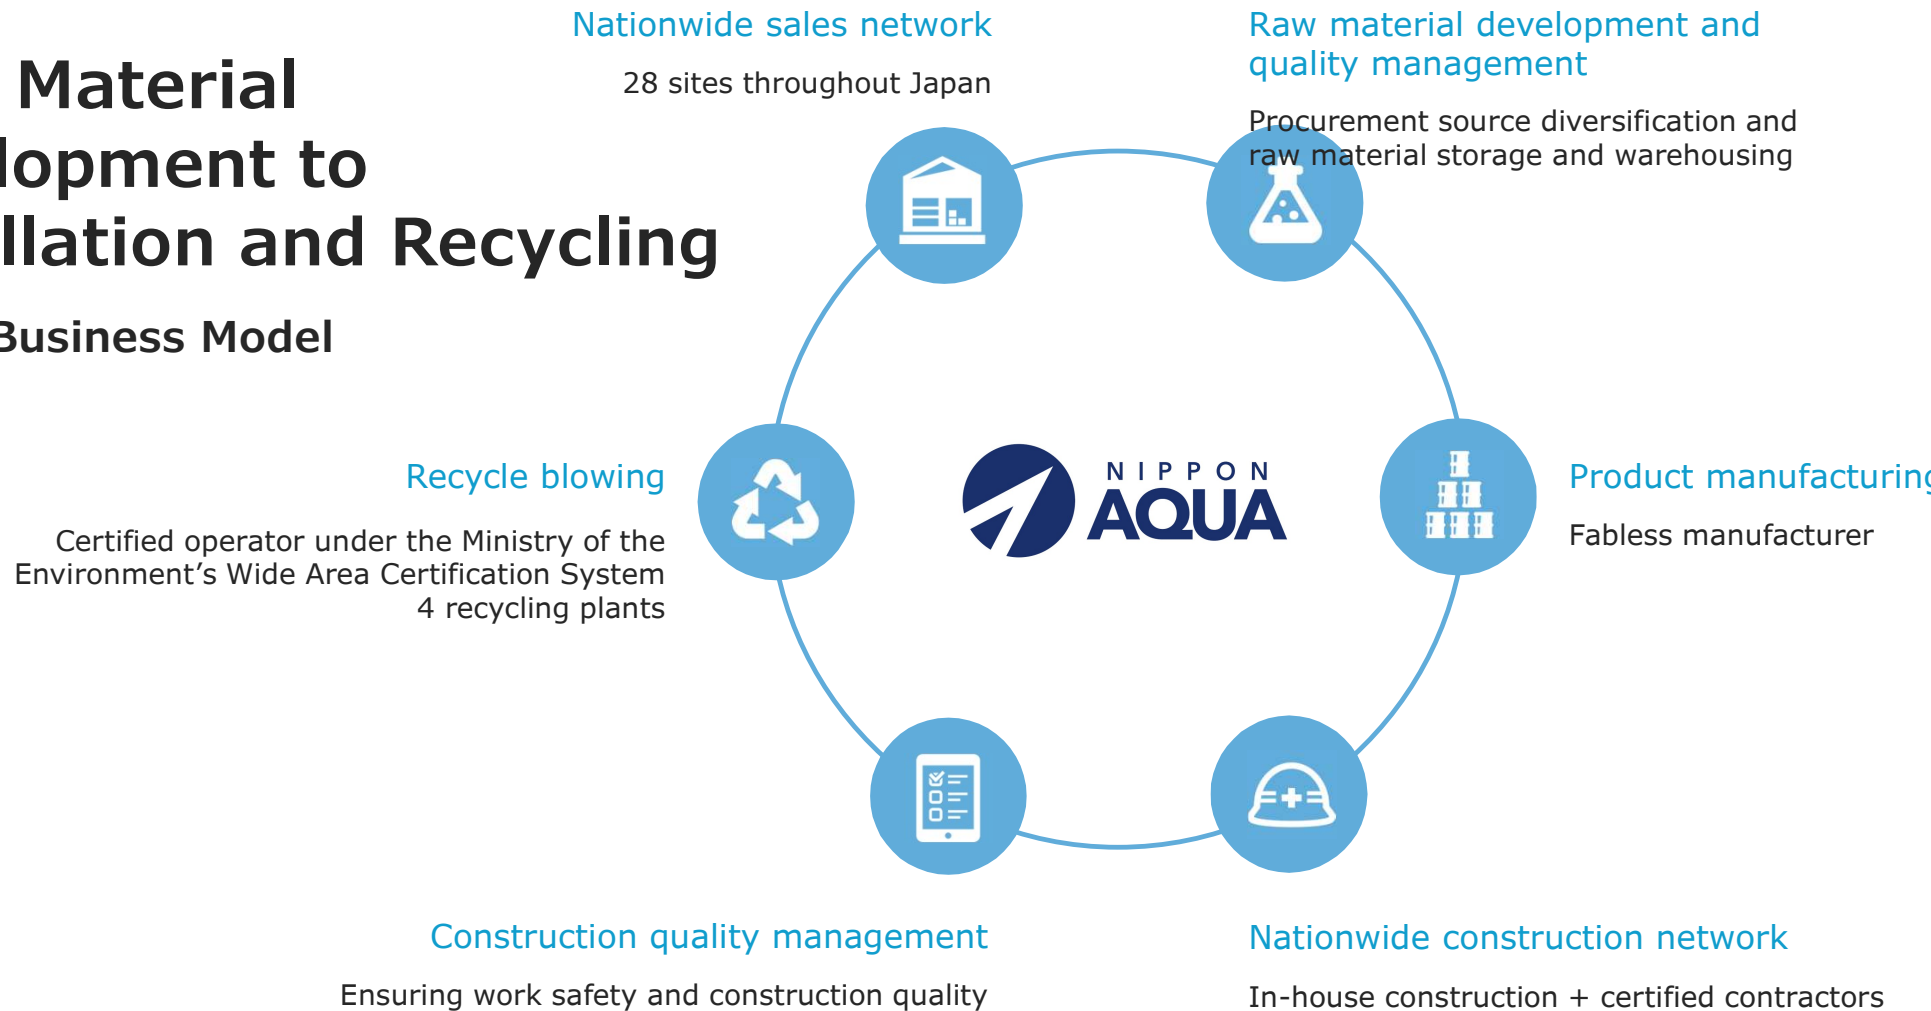 Material
lopment to
llation and Recycling
Business Model
Nationwide sales network
28 sites throughout Japan
Raw material development and
quality management
Procurement source diversification and
raw material storage and warehousing
Recycle blowing
Certified operator under the Ministry of the
Environment’s Wide Area Certification System
4 recycling plants
NIPPON
AQUA
Product manufacturing
Fabless manufacturer
Construction quality management
Ensuring work safety and construction quality
Nationwide construction network
In-house construction + certified contractors